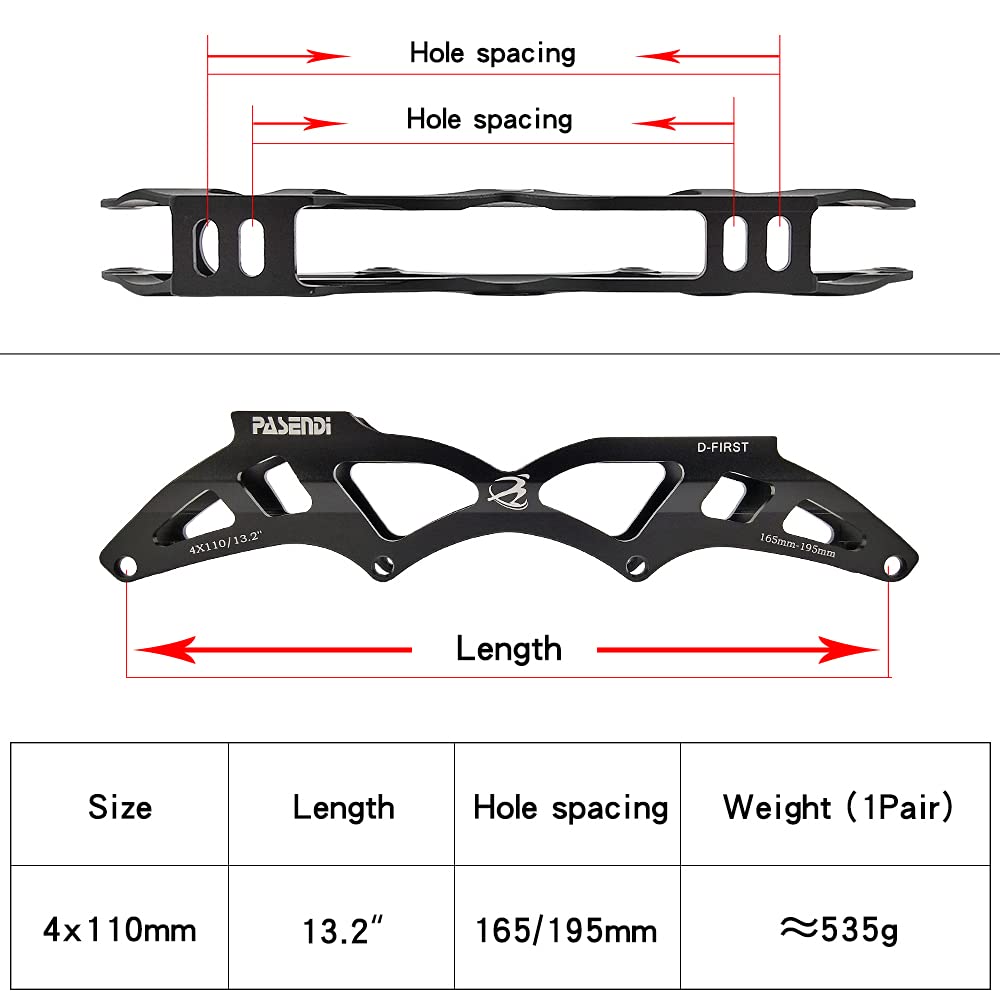 Hole spacing
Hole spacing
PASENDi
D-FIRST
4X110/13.2"
165mm-195mm
Length
Size Length Hole spacing Weight (1Pair)
4x110mm 13.2“ 165/195mm ≈535g